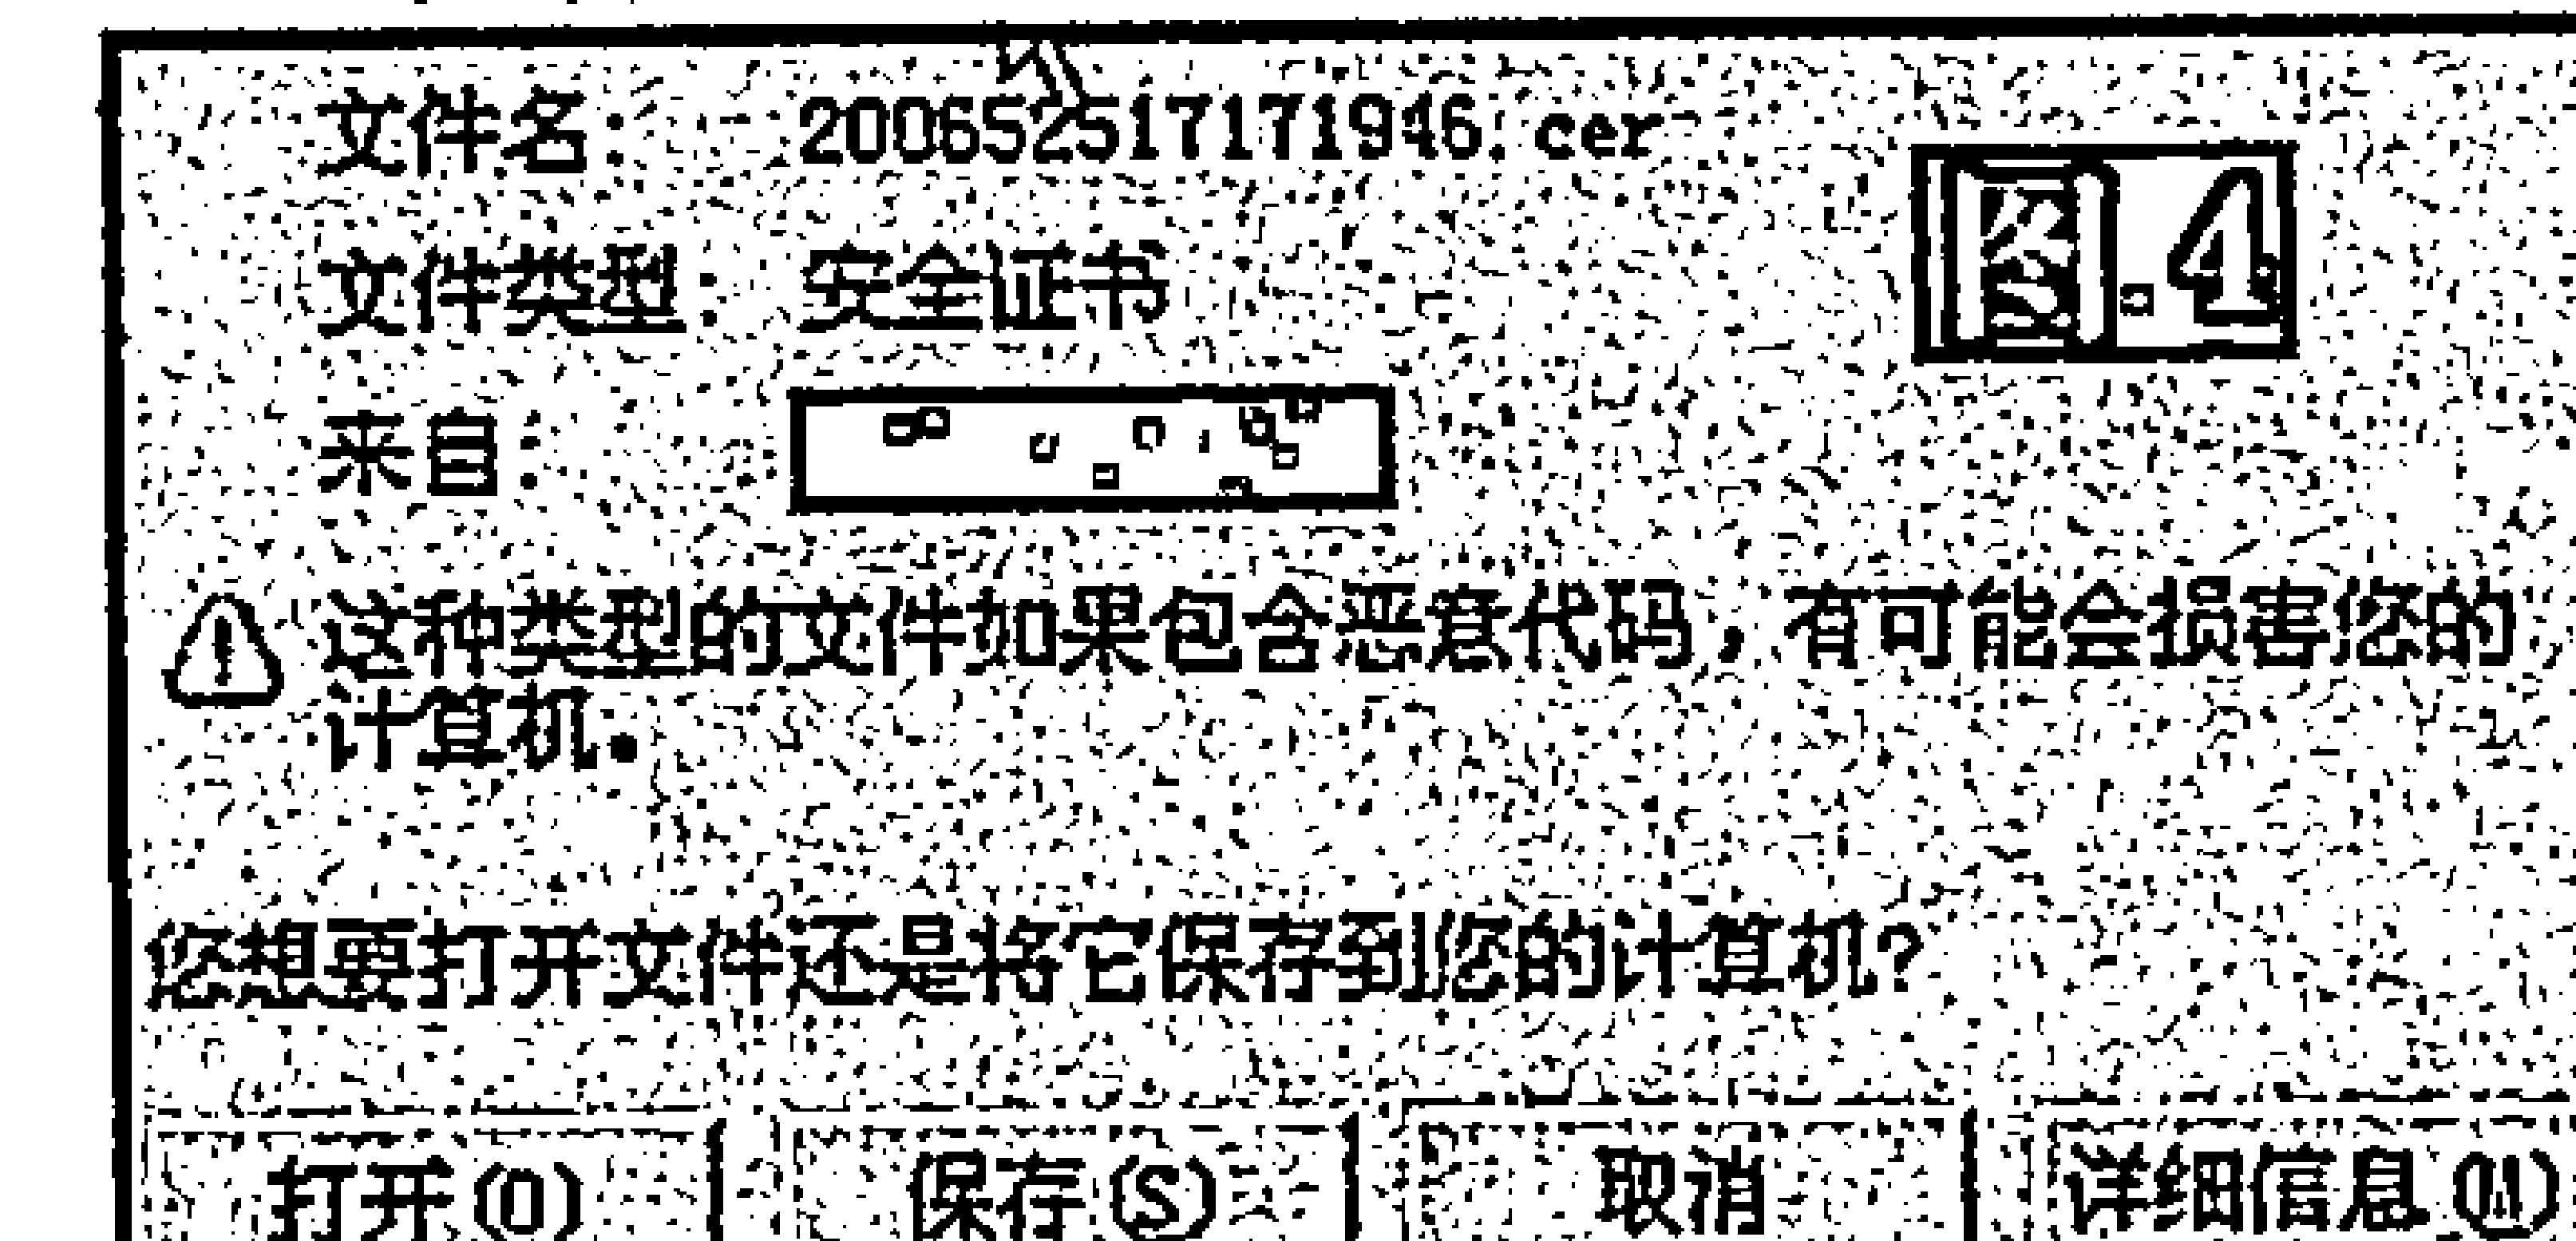 文件名: 200652517171946.cer
图.4
文件类型: 安全证书
来自:
这种类型的文件如果包含恶意代码，有可能会损害您的
计算机。
您想要打开文件还是将它保存到您的计算机?
打开(O) 保存(S) 取消 详细信息(M)